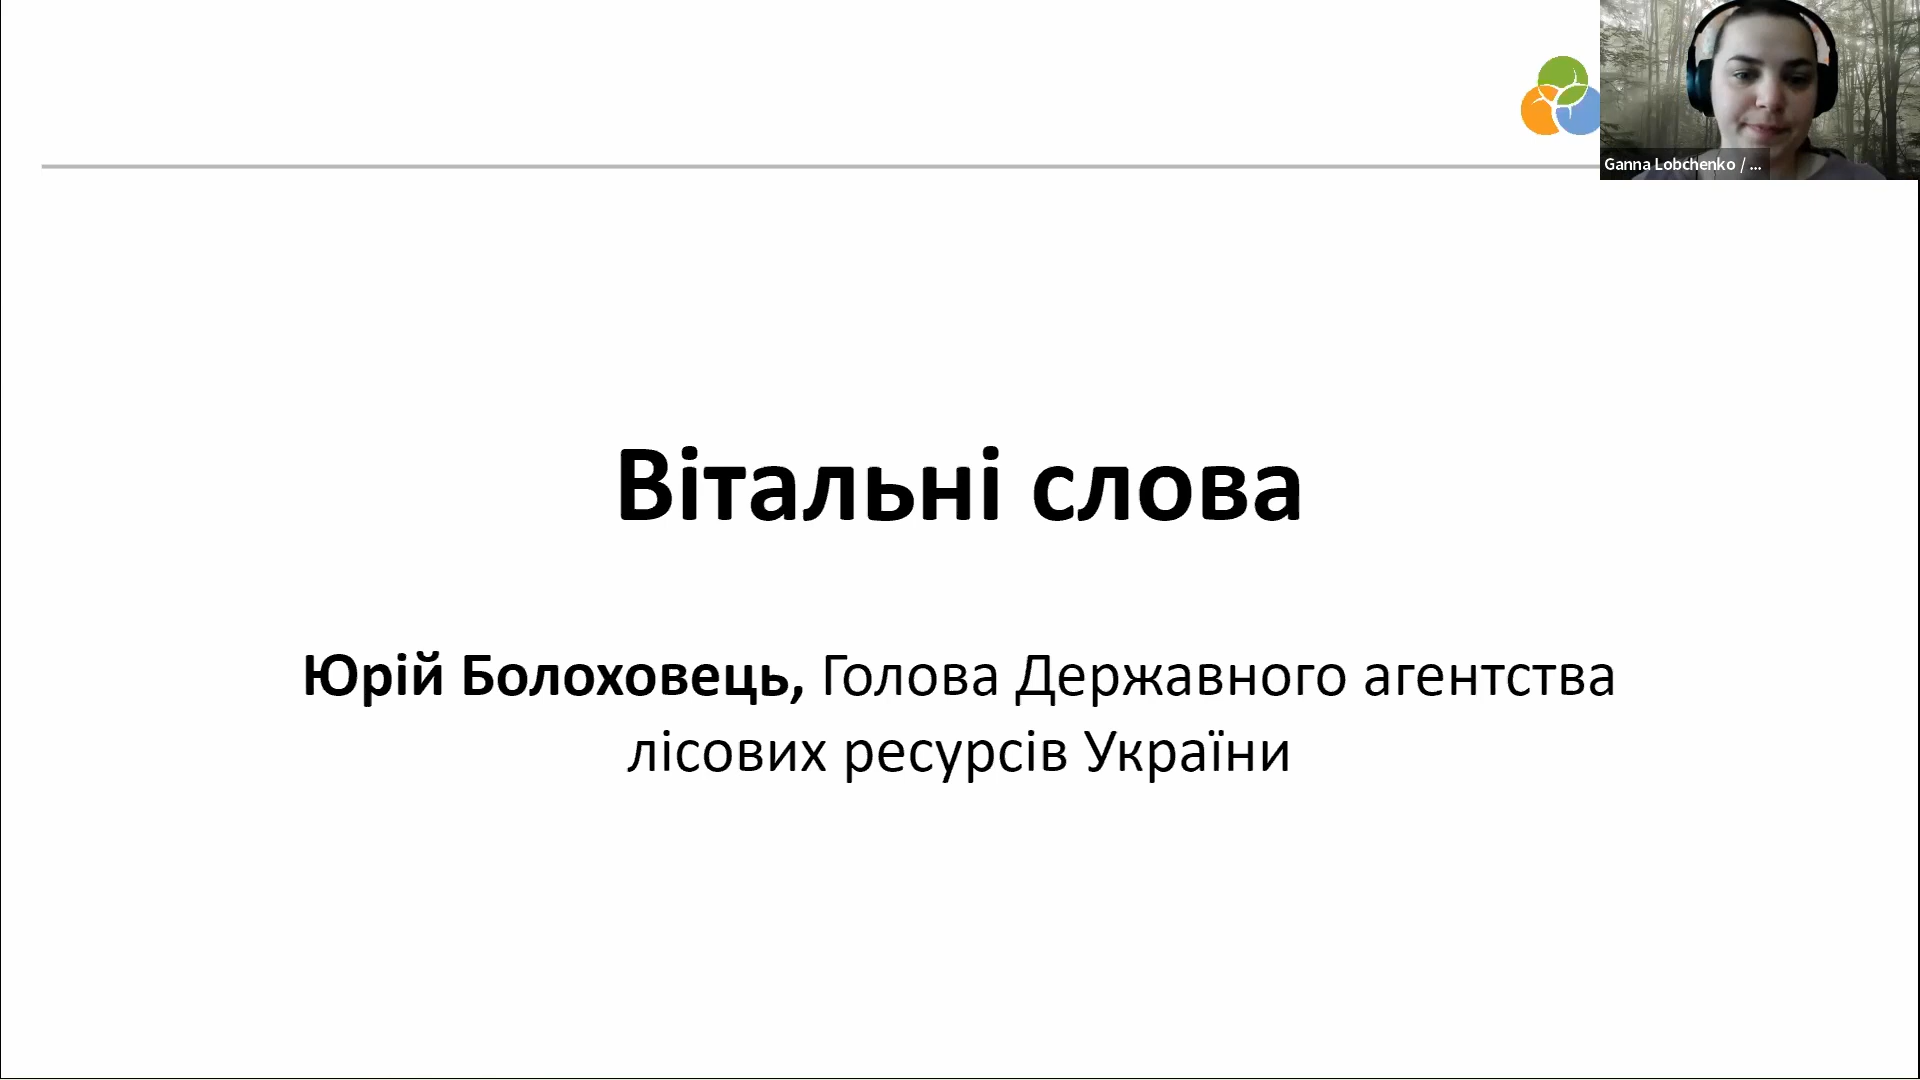 Ganna Lobchenko / ...
Вітальні слова
Юрій Болоховець, Голова Державного агентства
лісових ресурсів України